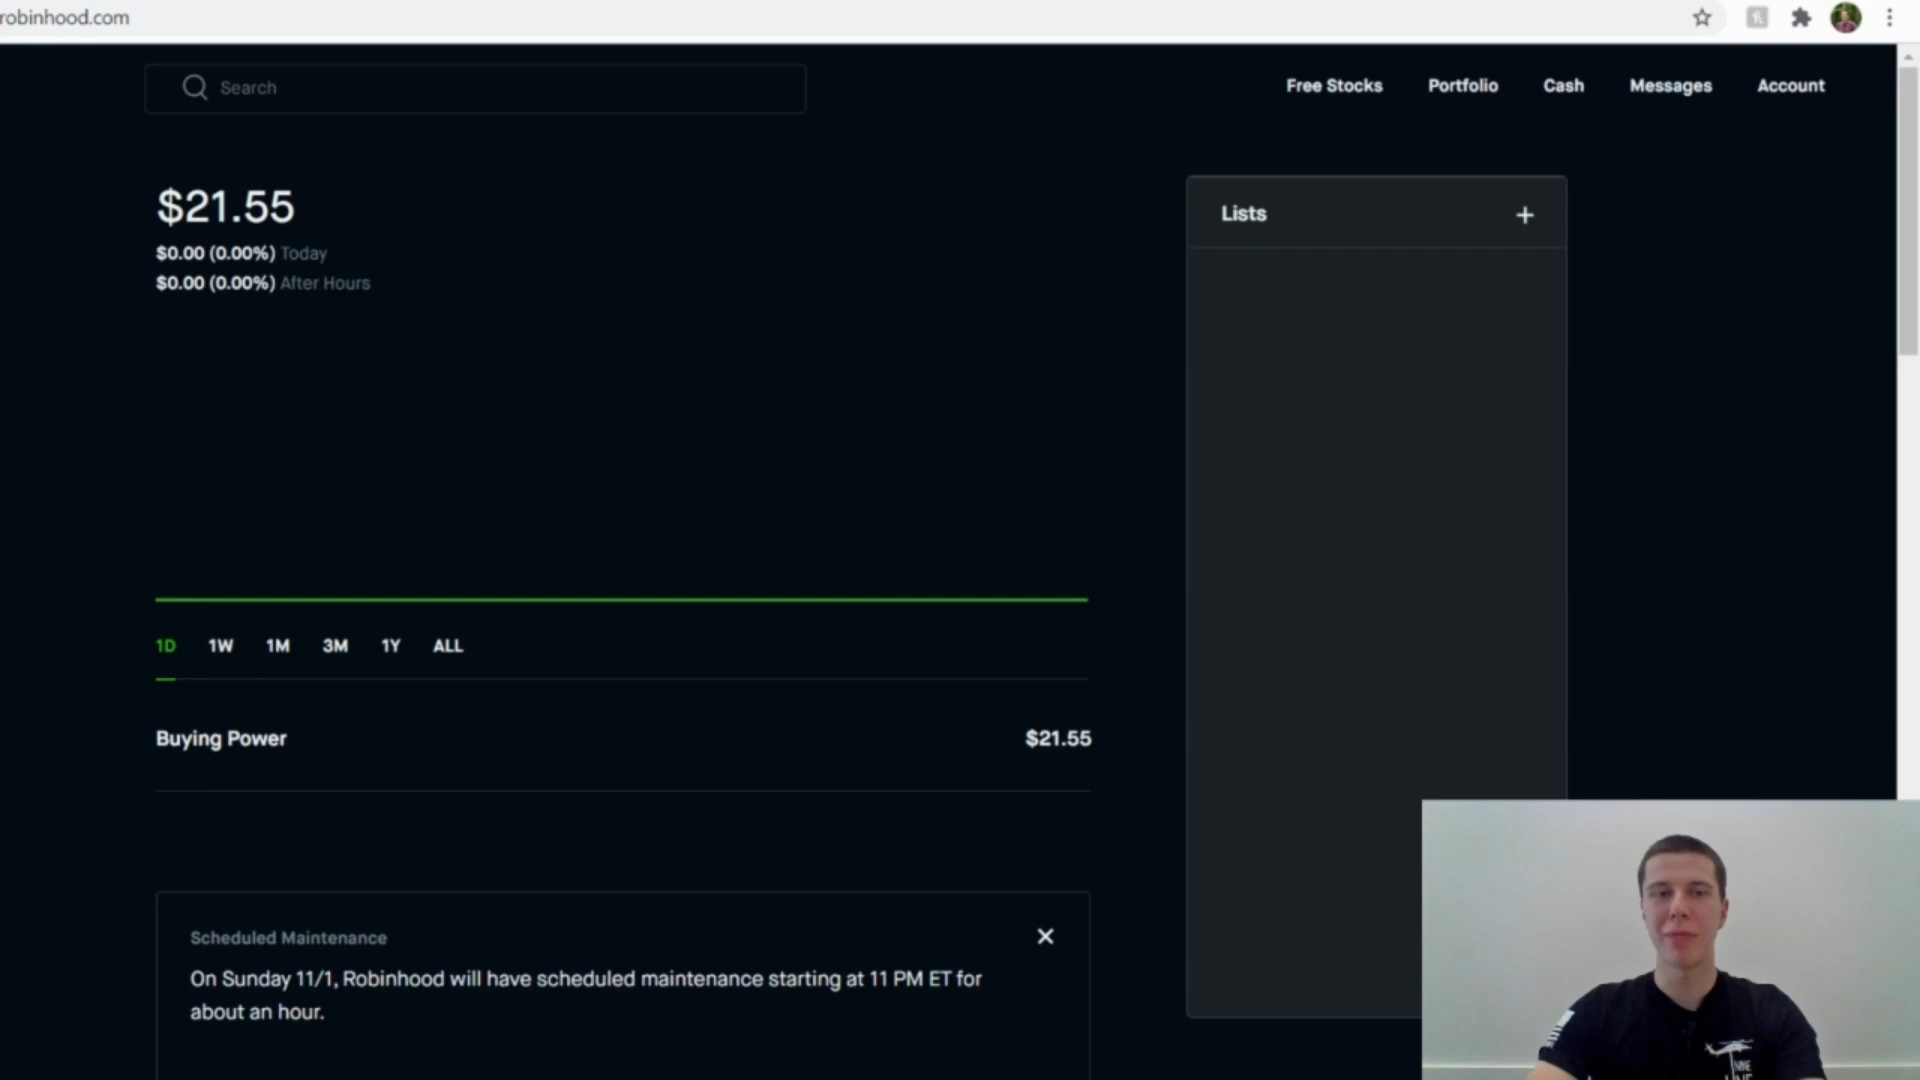 robinhood.com
Search
Free Stocks
Portfolio
Cash
Messages
Account
$21.55
$0.00 (0.00%) Today
$0.00 (0.00%) After Hours
Lists
1D 1W 1M 3M 1Y ALL
Buying Power $21.55
Scheduled Maintenance
On Sunday 11/1, Robinhood will have scheduled maintenance starting at 11 PM ET for
about an hour.
NINE